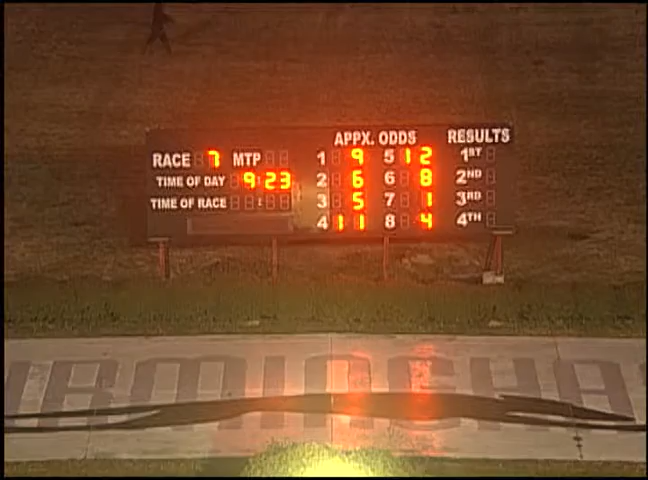 APPX. ODDS RESULTS
RACE 7 MTP 1 9 5 12 1ST
TIME OF DAY 9:23 2 6 6 8 2ND
TIME OF RACE 3 5 7 1 3RD
4 11 8 4 4TH
IRMINGHA